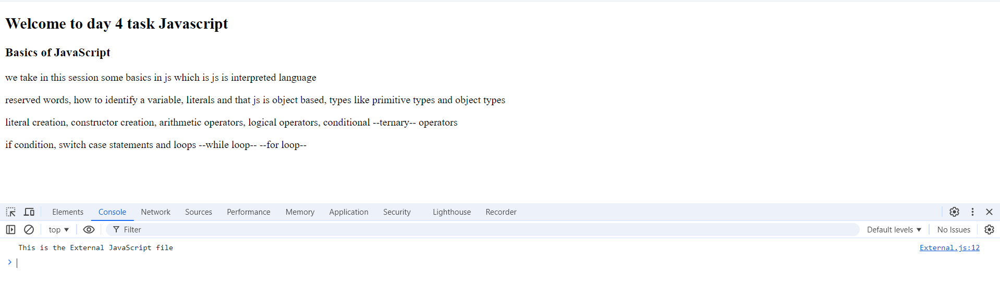 Welcome to day 4 task Javascript
Basics of JavaScript
we take in this session some basics in js which is js is interpreted language
reserved words, how to identify a variable, literals and that js is object based, types like primitive types and object types
literal creation, constructor creation, arithmetic operators, logical operators, conditional --ternary-- operators
if condition, switch case statements and loops --while loop-- --for loop--
Elements Console Network Sources Performance Memory Application Security Lighthouse Recorder
top Filter Default levels No Issues
This is the External JavaScript file External.js:12